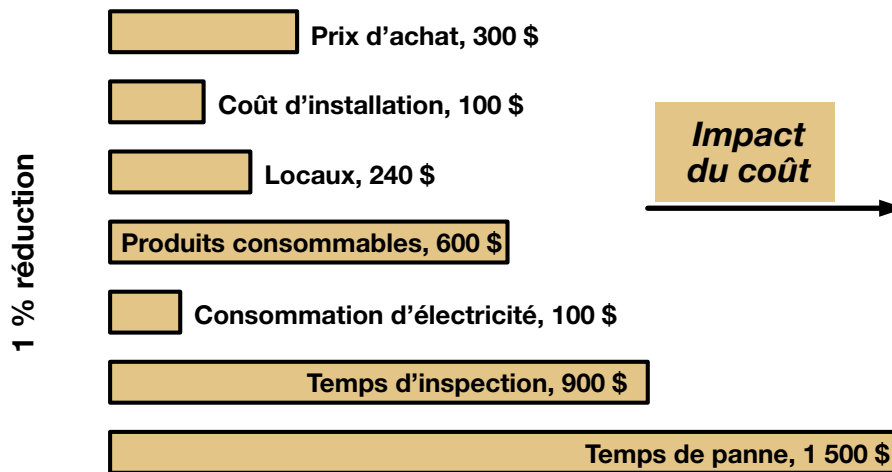 1 % réduction
Prix d’achat, 300 $
Coût d’installation, 100 $
Locaux, 240 $
Produits consommables, 600 $
Consommation d’électricité, 100 $
Temps d’inspection, 900 $
Temps de panne, 1 500 $
Impact
du coût